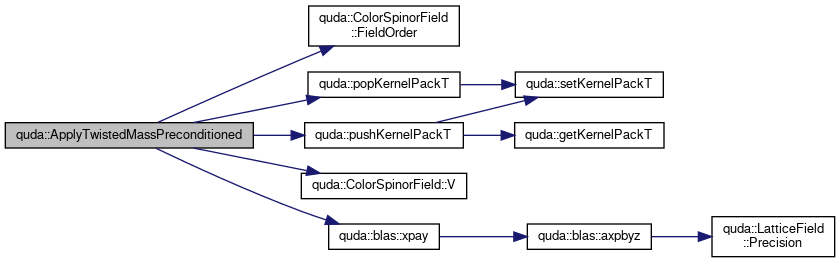 quda::ColorSpinorField
::FieldOrder
quda::popKernelPackT
quda::setKernelPackT
quda::ApplyTwistedMassPreconditioned
quda::pushKernelPackT
quda::getKernelPackT
quda::ColorSpinorField::V
quda::blas::xpay
quda::blas::axpbyz
quda::LatticeField
::Precision